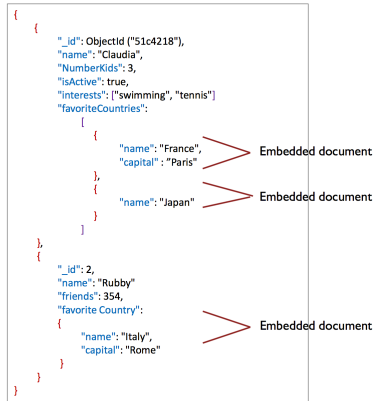 {
{
"_id": ObjectId ("51c4218"),
"name": "Claudia",
"NumberKids": 3,
"isActive": true,
"interests": ["swimming", "tennis"]
"favoriteCountries":
[
{
"name": "France",
"capital" : "Paris"
Embedded document
},
{
"name": "Japan"
Embedded document
}
]
},
{
"_id": 2,
"name": "Rubby"
"friends": 354,
"favorite Country":
{
"name": "Italy",
"capital": "Rome"
Embedded document
}
}
}